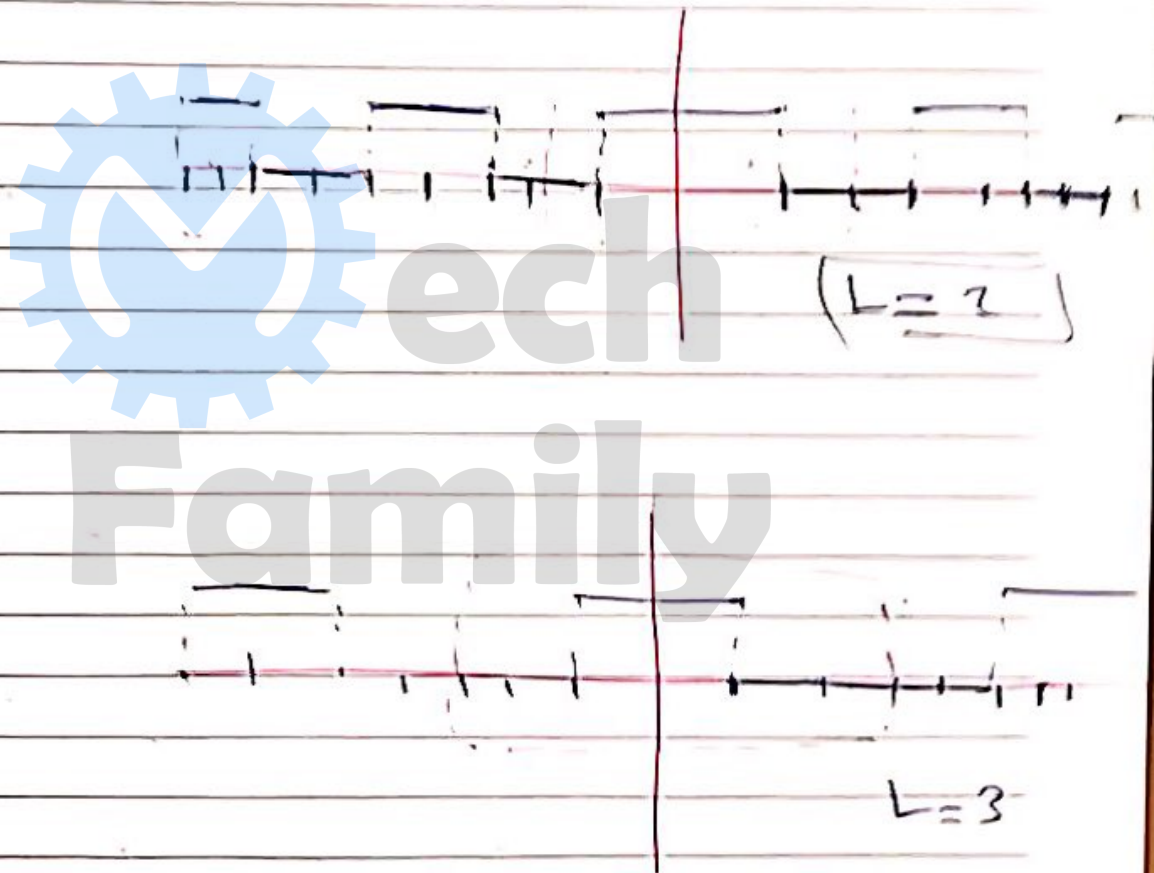 (L = 2)
Mech
Family
L = 3